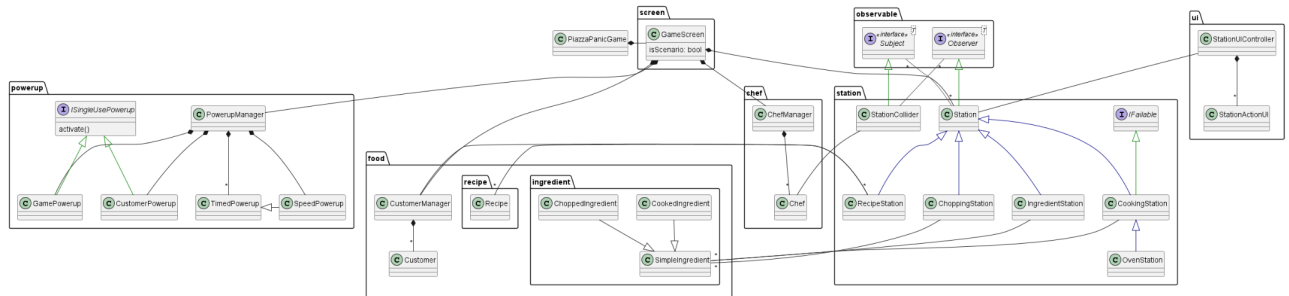 screen
GameScreen
isScenario: bool
PiazzaPanicGame
observable
«interface»
Subject
T
«interface»
Observer
T
ui
StationUIController
StationActionUi
powerup
ISingleUsePowerup
activate()
PowerupManager
GamePowerup
CustomerPowerup
TimedPowerup
SpeedPowerup
*
chef
ChefManager
Chef
*
station
StationCollider
Station
IFailable
RecipeStation
ChoppingStation
IngredientStation
CookingStation
OvenStation
*
*
*
*
*
food
CustomerManager
Customer
*
recipe
Recipe
*
ingredient
ChoppedIngredient
CookedIngredient
SimpleIngredient
*
*